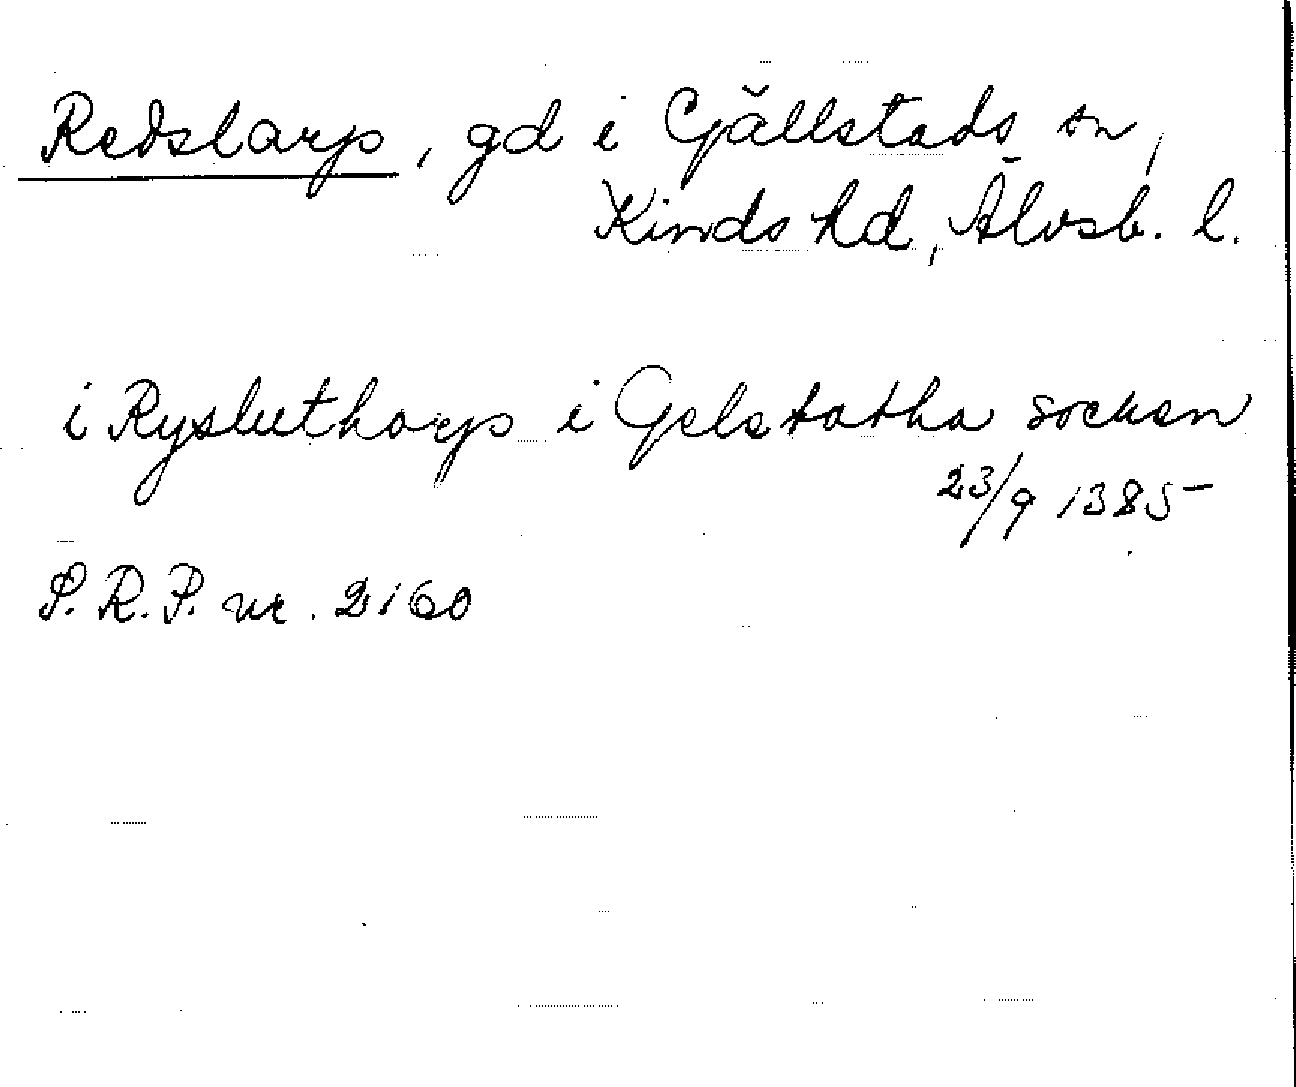 Redslarp, gd i Gällstads sn,
Kinds hd, Älvsb. l.
i Rysluthorp i Gelstatha socken
23/9 1385
S. R. P. nr. 2160